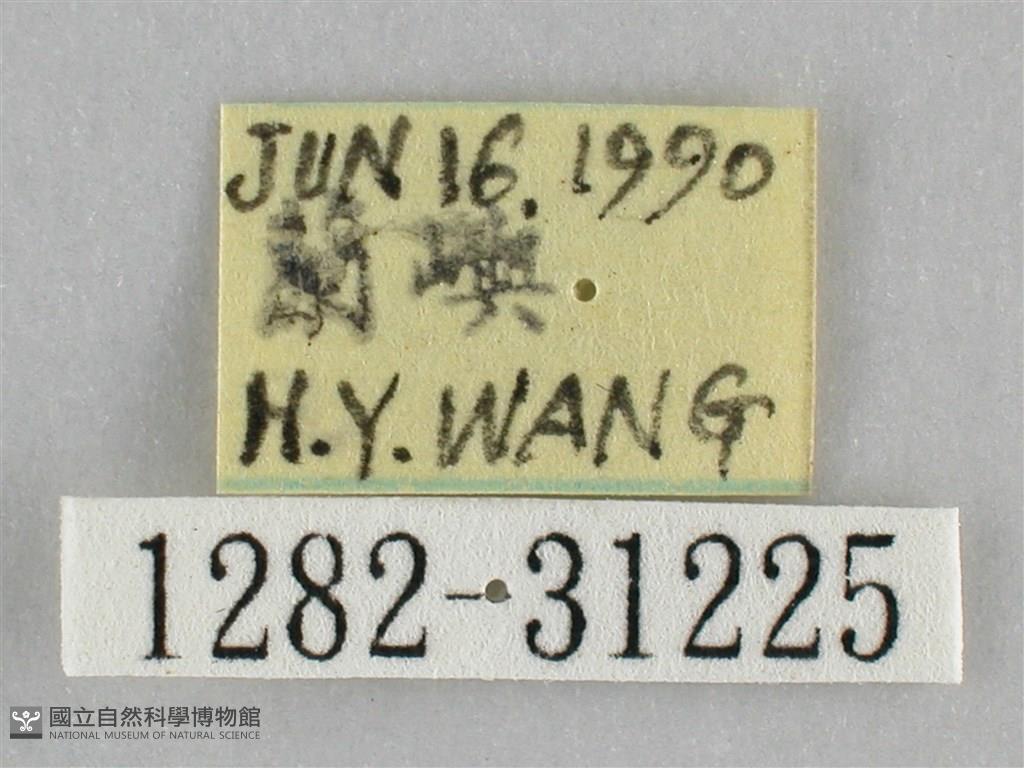 JUN 16. 1990
蘭嶼
H.Y. WANG
1282-31225
國立自然科學博物館
NATIONAL MUSEUM OF NATURAL SCIENCE